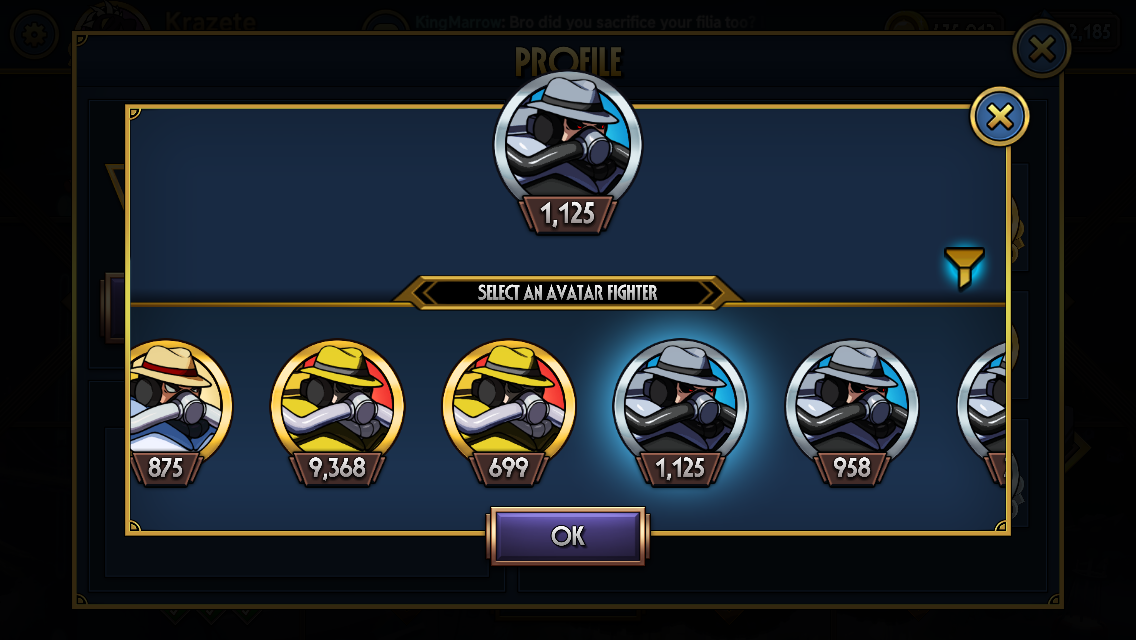 Krazete
KingMarrow: Bro did you sacrifice your filia too?
2,185
PROFILE
1,125
SELECT AN AVATAR FIGHTER
875
9,368
699
1,125
958
OK